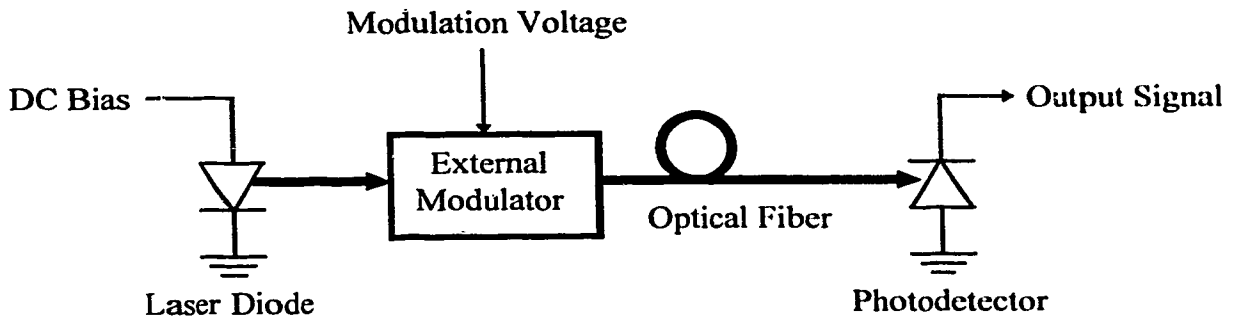 Modulation Voltage
DC Bias
Output Signal
External
Modulator
Optical Fiber
Laser Diode
Photodetector